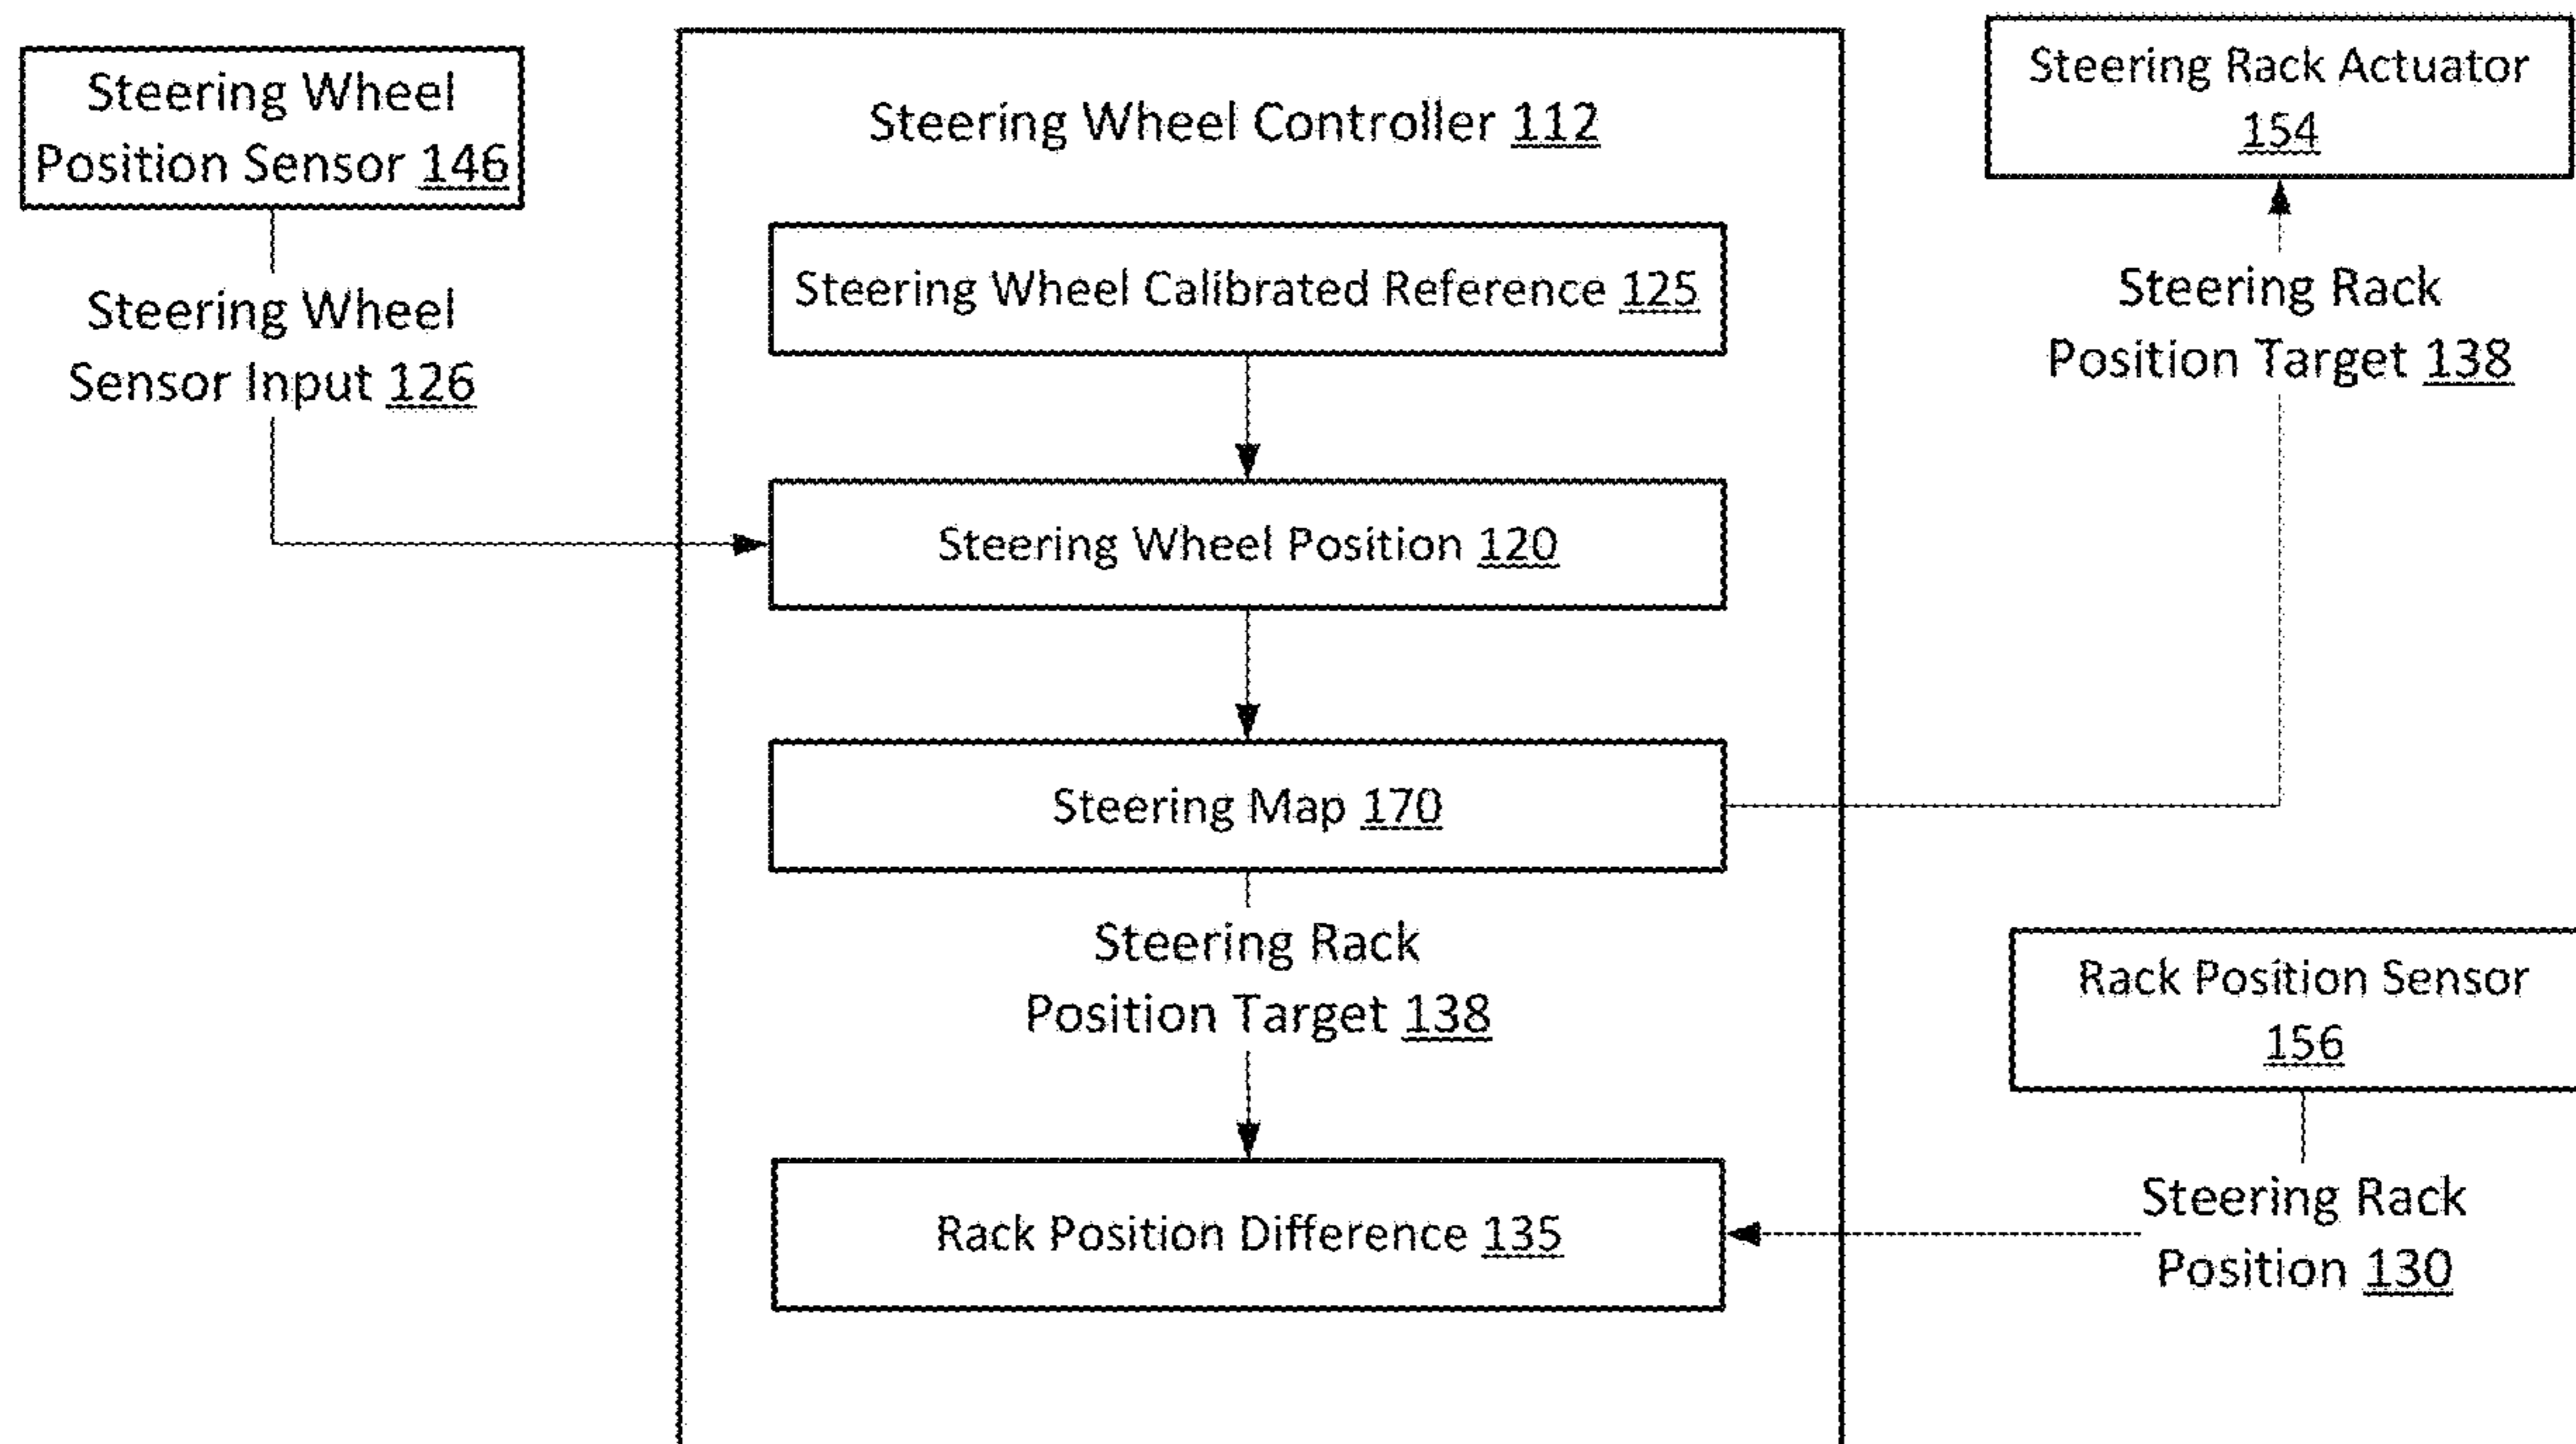 Steering Wheel
Position Sensor 146
Steering Wheel
Sensor Input 126
Steering Wheel Controller 112
Steering Wheel Calibrated Reference 125
Steering Wheel Position 120
Steering Map 170
Steering Rack
Position Target 138
Rack Position Difference 135
Steering Rack Actuator
154
Steering Rack
Position Target 138
Rack Position Sensor
156
Steering Rack
Position 130